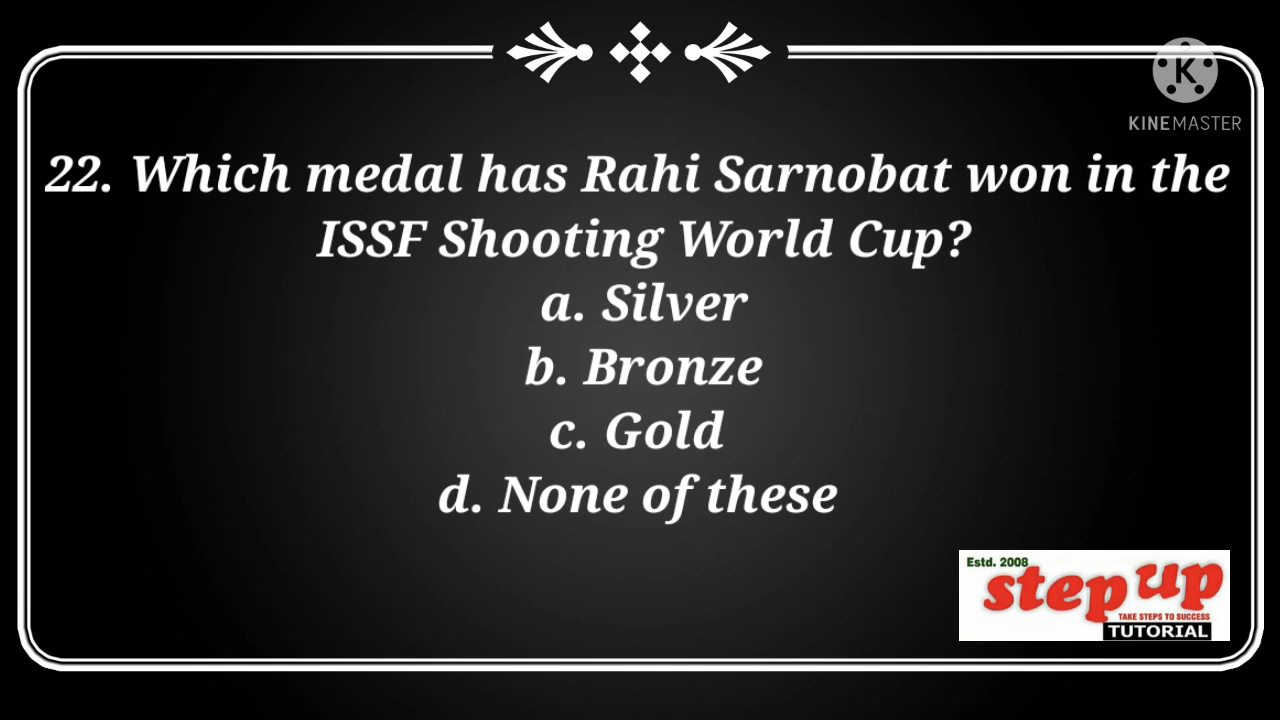 K
KINEMASTER
22. Which medal has Rahi Sarnobat won in the
ISSF Shooting World Cup?
a. Silver
b. Bronze
c. Gold
d. None of these
Estd. 2008
step up
TAKE STEPS TO SUCCESS
TUTORIAL